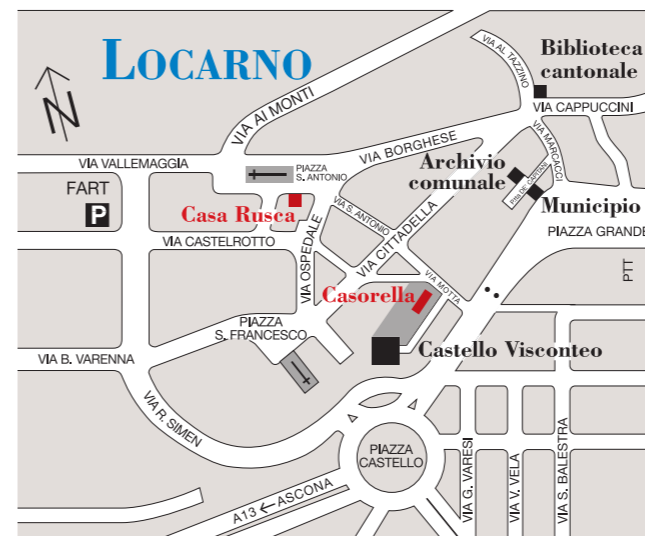 LOCARNO
N
VIA AI MONTI
VIA AL TAZZINO
Biblioteca
cantonale
VIA CAPPUCCINI
VIA MARCACCI
VIA BORGHESE
VIA VALLEMAGGIA
PIAZZA
S. ANTONIO
Archivio
comunale
P.tta DE' CAPITANI
Municipio
FART
P
Casa Rusca
VIA S. ANTONIO
VIA CITTADELLA
PIAZZA GRANDE
VIA CASTELROTTO
VIA OSPEDALE
PTT
VIA MOTTA
Casorella
PIAZZA
S. FRANCESCO
VIA B. VARENNA
Castello Visconteo
VIA R. SIMEN
PIAZZA
CASTELLO
VIA G. VARESI
VIA V. VELA
VIA S. BALESTRA
A13 ← ASCONA